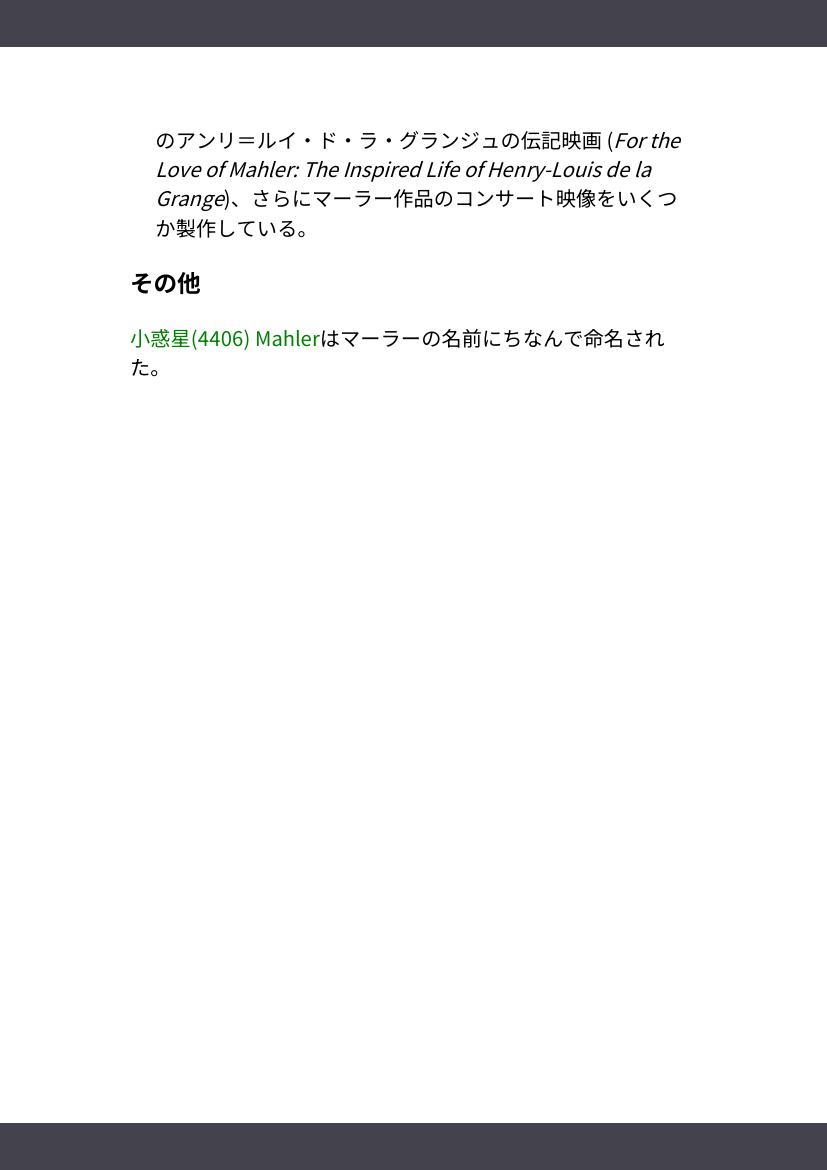 のアンリ＝ルイ・ド・ラ・グランジュの伝記映画 (For the
Love of Mahler: The Inspired Life of Henry-Louis de la
Grange)、さらにマーラー作品のコンサート映像をいくつ
か製作している。
その他
小惑星(4406) Mahlerはマーラーの名前にちなんで命名され
た。